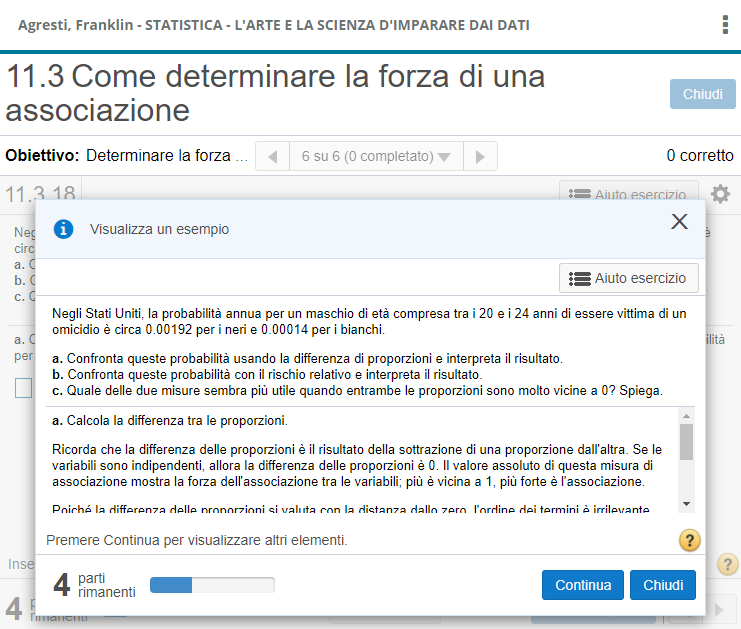 Agresti, Franklin - STATISTICA - L'ARTE E LA SCIENZA D'IMPARARE DAI DATI
11.3 Come determinare la forza di una
associazione
Chiudi
Obiettivo: Determinare la forza ...
6 su 6 (0 completato)
0 corretto
11.3.18
Aiuto esercizio
Neg
circ
a. C
b. C
c. Q
a. C
per
ilità
è
Visualizza un esempio
Aiuto esercizio
Negli Stati Uniti, la probabilità annua per un maschio di età compresa tra i 20 e i 24 anni di essere vittima di un
omicidio è circa 0.00192 per i neri e 0.00014 per i bianchi.
a. Confronta queste probabilità usando la differenza di proporzioni e interpreta il risultato.
b. Confronta queste probabilità con il rischio relativo e interpreta il risultato.
c. Quale delle due misure sembra più utile quando entrambe le proporzioni sono molto vicine a 0? Spiega.
a. Calcola la differenza tra le proporzioni.
Ricorda che la differenza delle proporzioni è il risultato della sottrazione di una proporzione dall'altra. Se le
variabili sono indipendenti, allora la differenza delle proporzioni è 0. Il valore assoluto di questa misura di
associazione mostra la forza dell'associazione tra le variabili; più è vicina a 1, più forte è l'associazione.
Poiché la differenza delle proporzioni si valuta con la distanza dallo zero, l'ordine dei termini è irrilevante
Premere Continua per visualizzare altri elementi.
?
Inse
?
4 parti
rimanenti
Continua
Chiudi
4 p
rimanenti